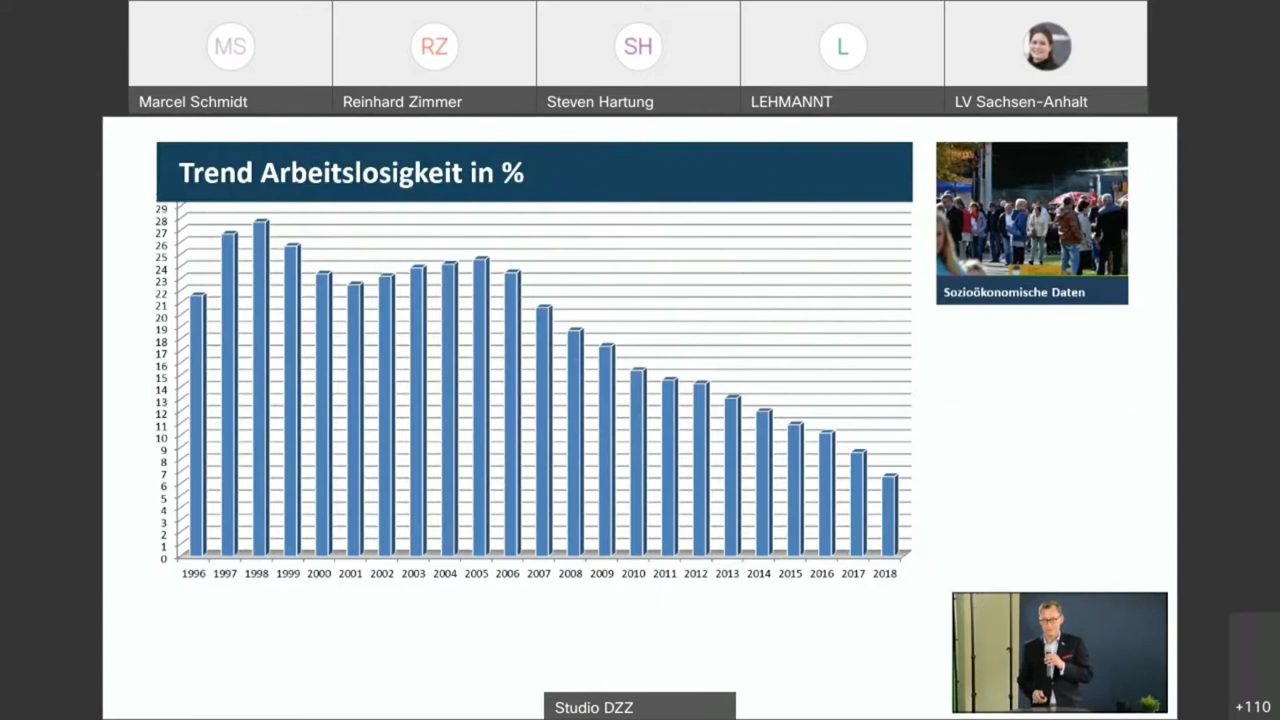 MS
RZ
SH
L
Marcel Schmidt
Reinhard Zimmer
Steven Hartung
LEHMANNT
LV Sachsen-Anhalt
Trend Arbeitslosigkeit in %
29
28
27
26
25
24
23
22
21
20
19
18
17
16
15
14
13
12
11
10
9
8
7
6
5
4
3
2
1
0
1996 1997 1998 1999 2000 2001 2002 2003 2004 2005 2006 2007 2008 2009 2010 2011 2012 2013 2014 2015 2016 2017 2018
Sozioökonomische Daten
Studio DZZ
+110